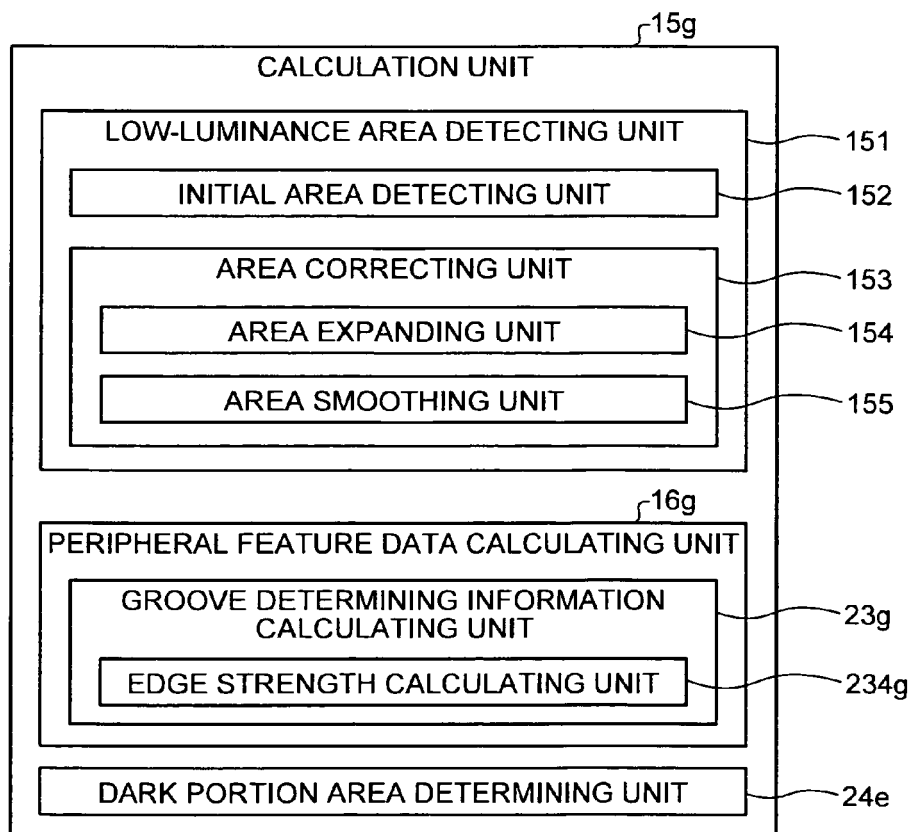 15g
CALCULATION UNIT
LOW-LUMINANCE AREA DETECTING UNIT
151
INITIAL AREA DETECTING UNIT
152
AREA CORRECTING UNIT
153
AREA EXPANDING UNIT
154
AREA SMOOTHING UNIT
155
16g
PERIPHERAL FEATURE DATA CALCULATING UNIT
GROOVE DETERMINING INFORMATION
CALCULATING UNIT
23g
EDGE STRENGTH CALCULATING UNIT
234g
DARK PORTION AREA DETERMINING UNIT
24e